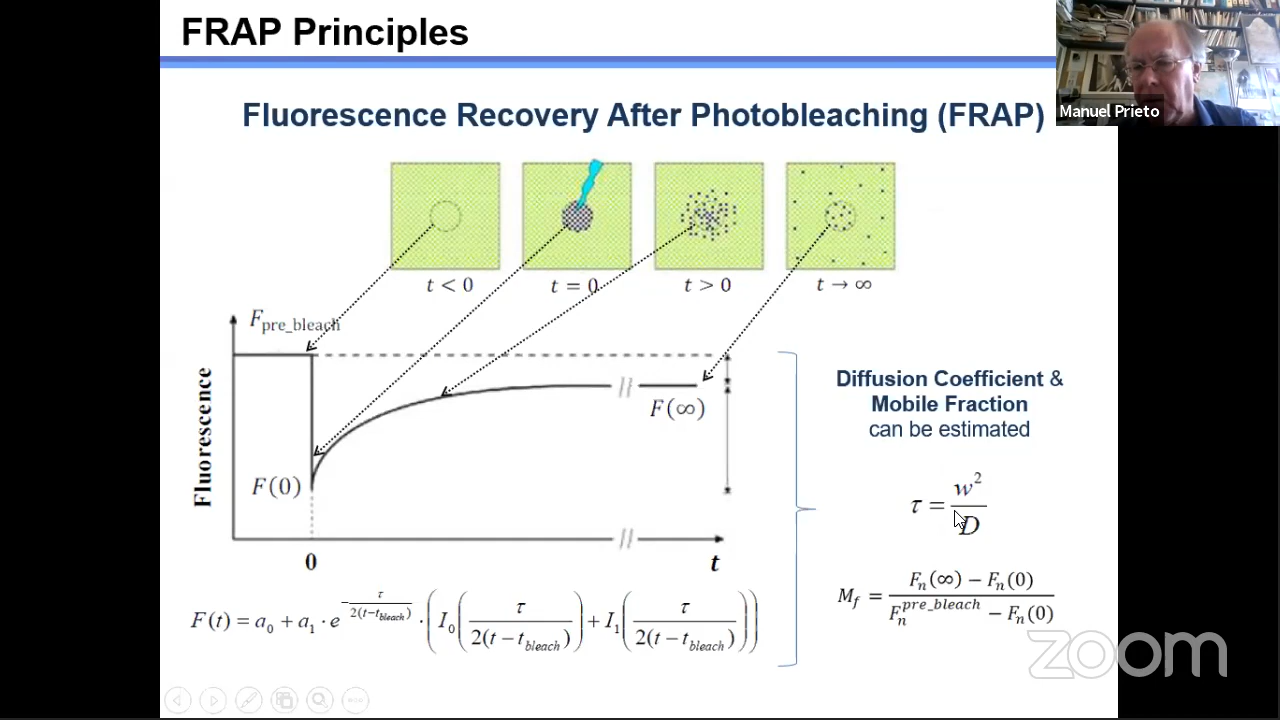 FRAP Principles
Manuel Prieto
Fluorescence Recovery After Photobleaching (FRAP)
t < 0
t = 0
t > 0
t → ∞
F_pre_bleach
Fluorescence
F(0)
F(∞)
0
t
F(t) = a_0 + a_1 · e^{-τ/(2(t−t_bleach))} · (I_0(τ/(2(t−t_bleach))) + I_1(τ/(2(t−t_bleach))))
Diffusion Coefficient &
Mobile Fraction
can be estimated
τ = w^2/D
M_f = (F_n(∞) − F_n(0))/(F_n^{pre_bleach} − F_n(0))
zoom